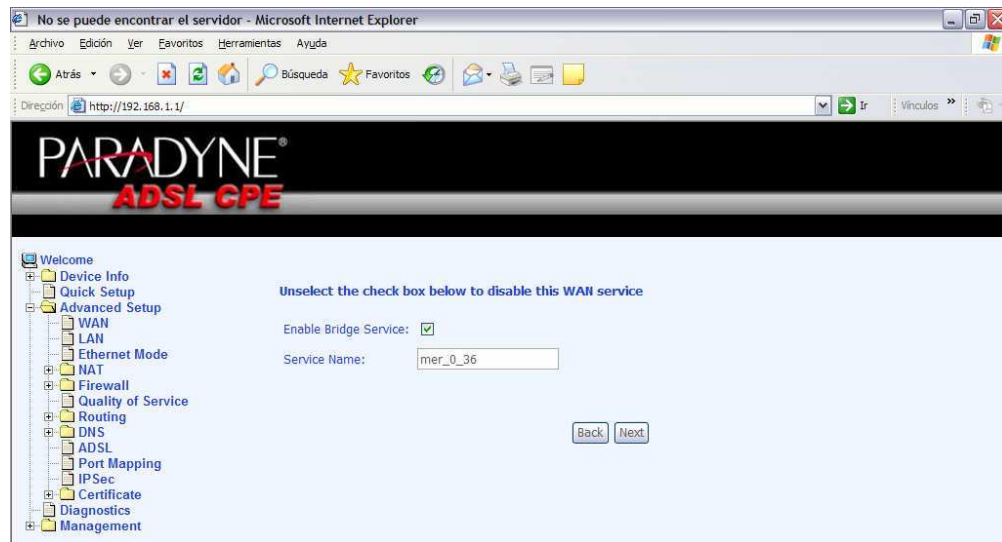 No se puede encontrar el servidor - Microsoft Internet Explorer
Archivo Edición Ver Favoritos Herramientas Ayuda
Atrás Búsqueda Favoritos
Dirección http://192.168.1.1/ Ir Vínculos »
PARADYNE®
ADSL CPE
Welcome
Device Info
Quick Setup
Advanced Setup
WAN
LAN
Ethernet Mode
NAT
Firewall
Quality of Service
Routing
DNS
ADSL
Port Mapping
IPSec
Certificate
Diagnostics
Management
Unselect the check box below to disable this WAN service
Enable Bridge Service:
Service Name: mer_0_36
Back Next